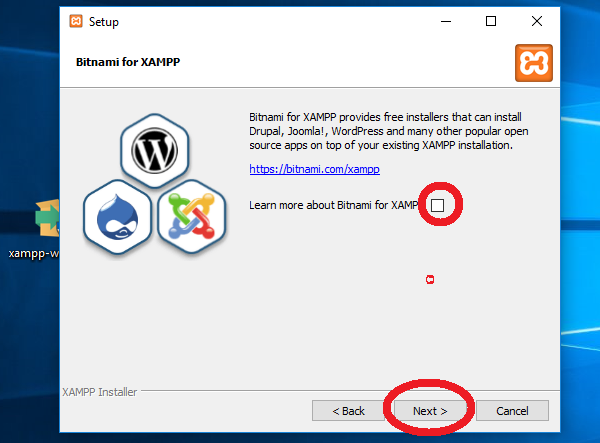 Setup
Bitnami for XAMPP
Bitnami for XAMPP provides free installers that can install
Drupal, Joomla!, WordPress and many other popular open
source apps on top of your existing XAMPP installation.
https://bitnami.com/xampp
Learn more about Bitnami for XAMP
xampp-w
XAMPP Installer
< Back
Next >
Cancel